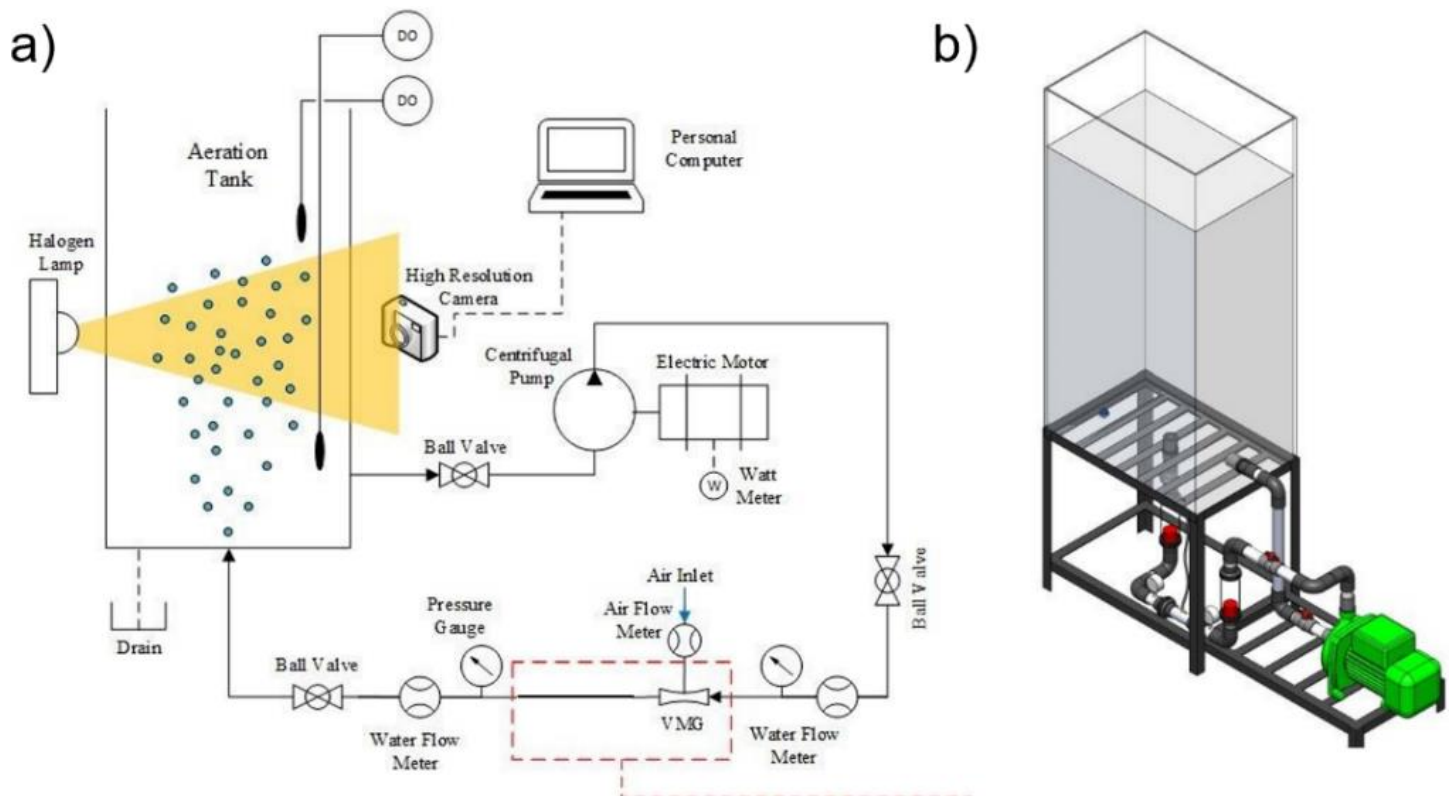 a)
b)
DO
DO
Aeration
Tank
Personal
Computer
Halogen
Lamp
High Resolution
Camera
Centrifugal
Pump
Electric Motor
Ball Valve
W
Watt
Meter
Air Inlet
Air Flow
Meter
Pressure
Gauge
Ball Valve
Drain
Ball Valve
VMG
Water Flow
Meter
Water Flow
Meter